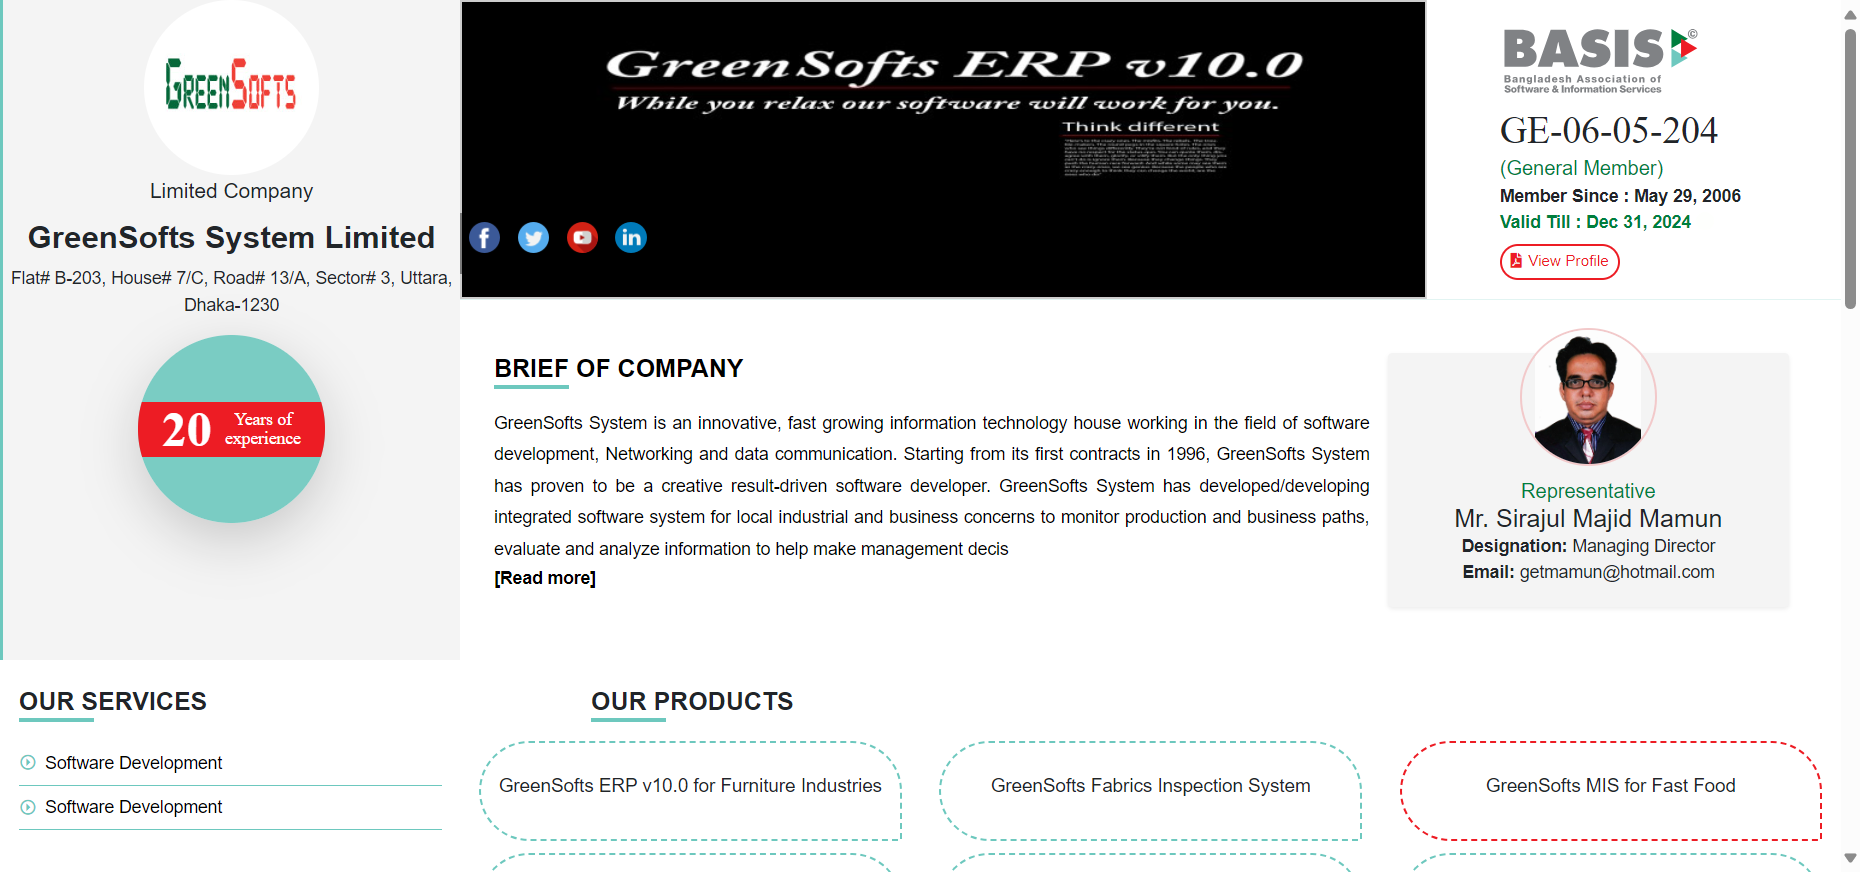 GREENSOFTS
Limited Company
GreenSofts System Limited
Flat# B-203, House# 7/C, Road# 13/A, Sector# 3, Uttara,
Dhaka-1230
20 Years of
experience
GreenSofts ERP v10.0
While you relax our software will work for you.
Think different
BASIS
©
Bangladesh Association of
Software & Information Services
GE-06-05-204
(General Member)
Member Since : May 29, 2006
Valid Till : Dec 31, 2024
View Profile
BRIEF OF COMPANY
GreenSofts System is an innovative, fast growing information technology house working in the field of software
development, Networking and data communication. Starting from its first contracts in 1996, GreenSofts System
has proven to be a creative result-driven software developer. GreenSofts System has developed/developing
integrated software system for local industrial and business concerns to monitor production and business paths,
evaluate and analyze information to help make management decis
[Read more]
Representative
Mr. Sirajul Majid Mamun
Designation: Managing Director
Email: getmamun@hotmail.com
OUR SERVICES
Software Development
Software Development
OUR PRODUCTS
GreenSofts ERP v10.0 for Furniture Industries
GreenSofts Fabrics Inspection System
GreenSofts MIS for Fast Food